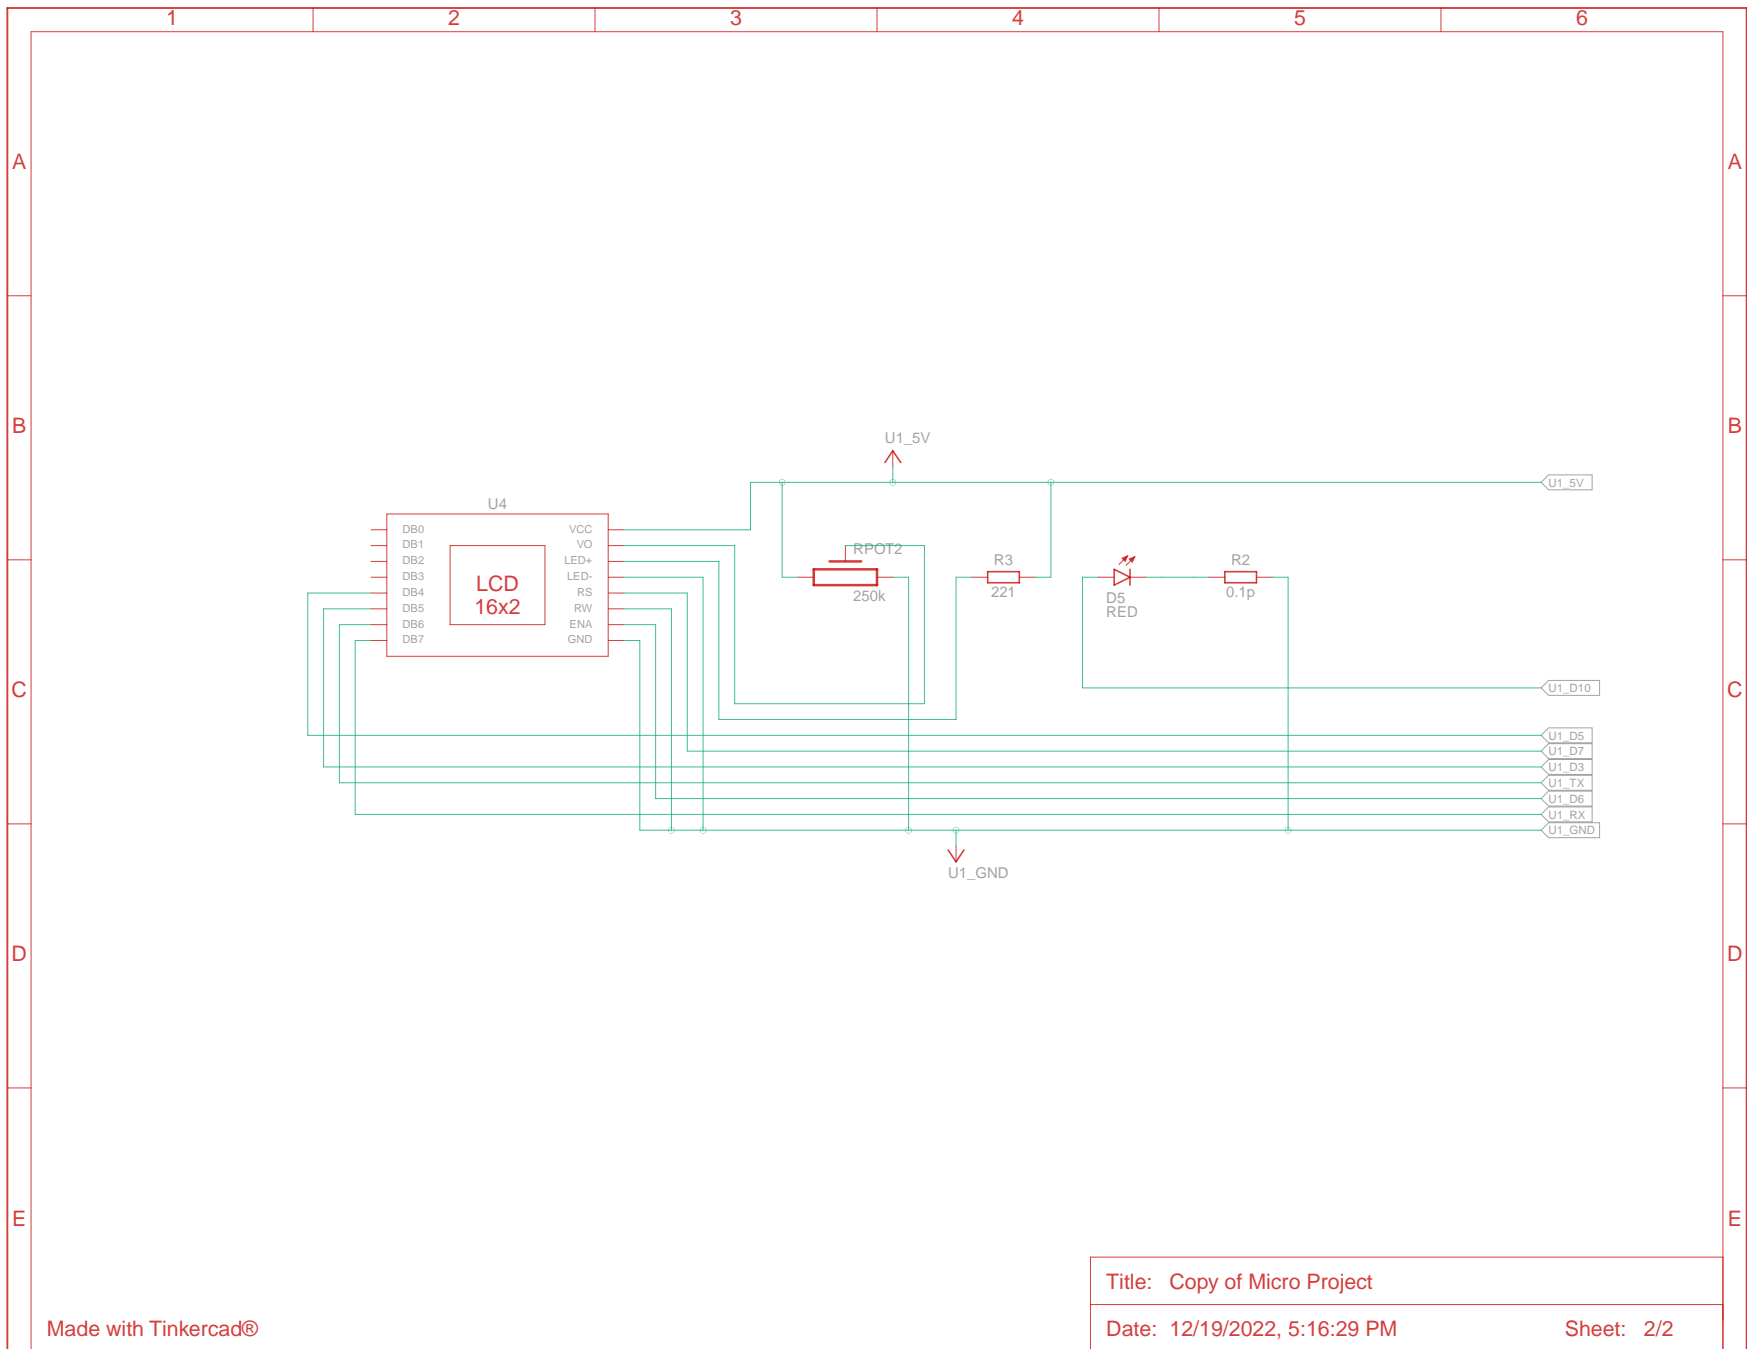 1 2 3 4 5 6
A A
B B
U1_5V
U1_5V
U4
DB0 VCC
DB1 VO
DB2 LED+
DB3 LED-
DB4 RS
DB5 RW
DB6 ENA
DB7 GND
LCD
16x2
RPOT2
250k
R3
221
D5
RED
R2
0.1p
C C
U1_D10
U1_D5
U1_D7
U1_D3
U1_TX
U1_D6
U1_RX
U1_GND
U1_GND
D D
E E
Title: Copy of Micro Project
Made with Tinkercad®
Date: 12/19/2022, 5:16:29 PM Sheet: 2/2